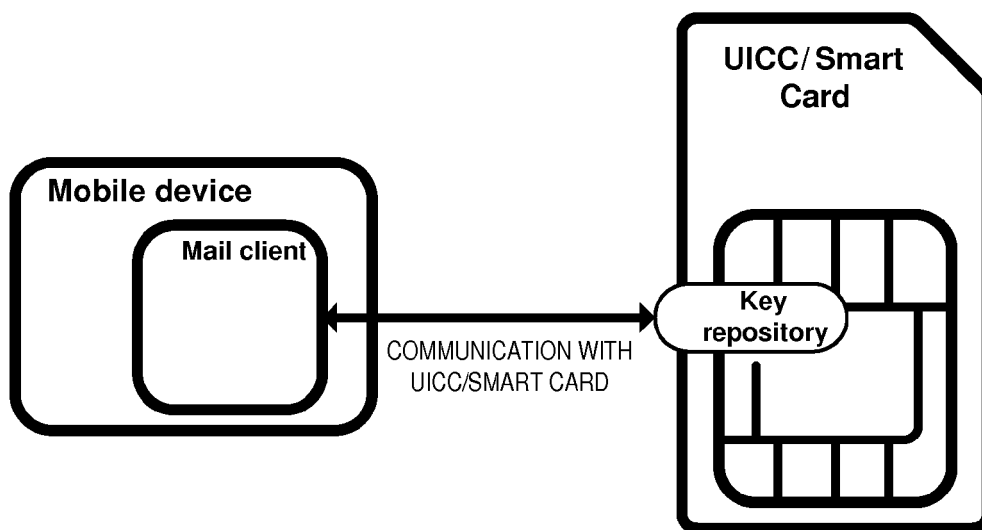 UICC/ Smart
Card
Mobile device
Mail client
Key
repository
COMMUNICATION WITH
UICC/SMART CARD